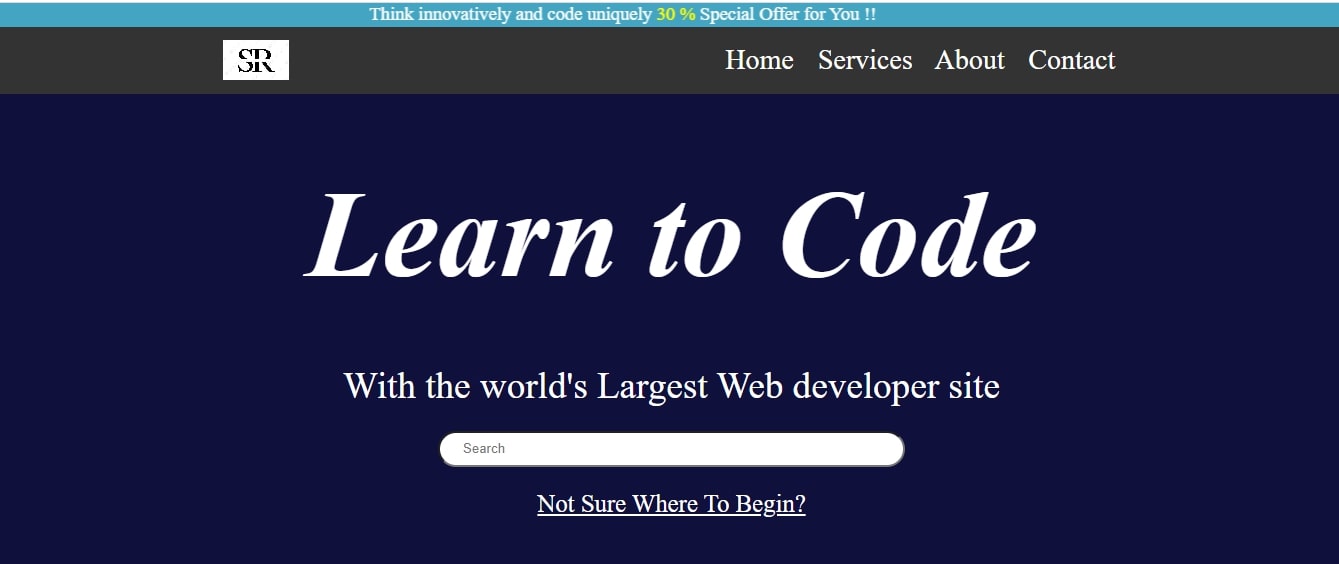 Think innovatively and code uniquely 30 % Special Offer for You !!
SR
Home Services About Contact
Learn to Code
With the world's Largest Web developer site
Search
Not Sure Where To Begin?